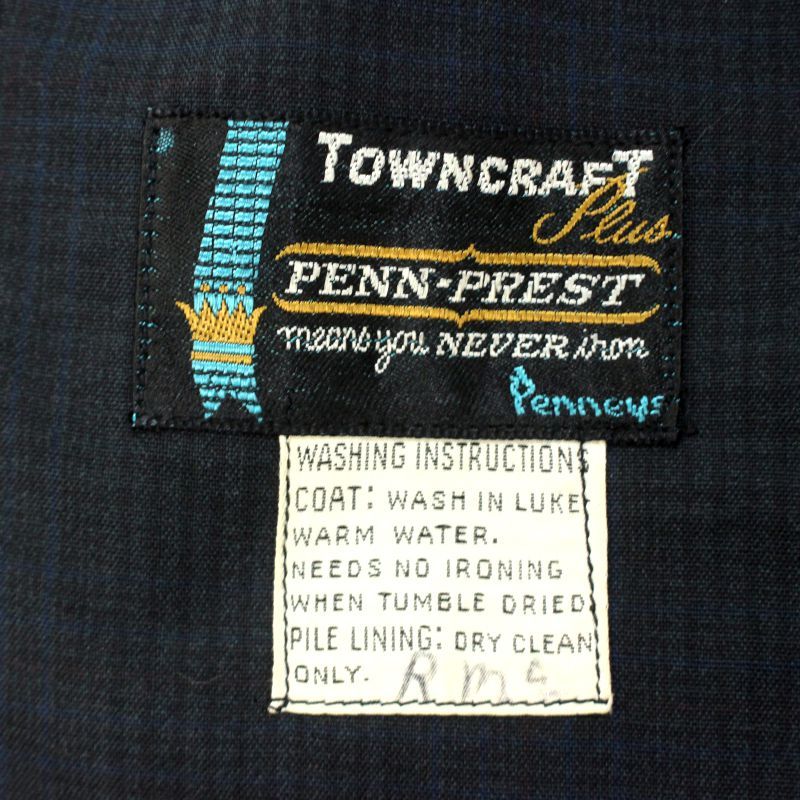 TOWNCRAFT
Plus
PENN-PREST
means you NEVER iron
Penneys
WASHING INSTRUCTIONS
COAT: WASH IN LUKE
WARM WATER.
NEEDS NO IRONING
WHEN TUMBLE DRIED
PILE LINING: DRY CLEAN
ONLY. R m c